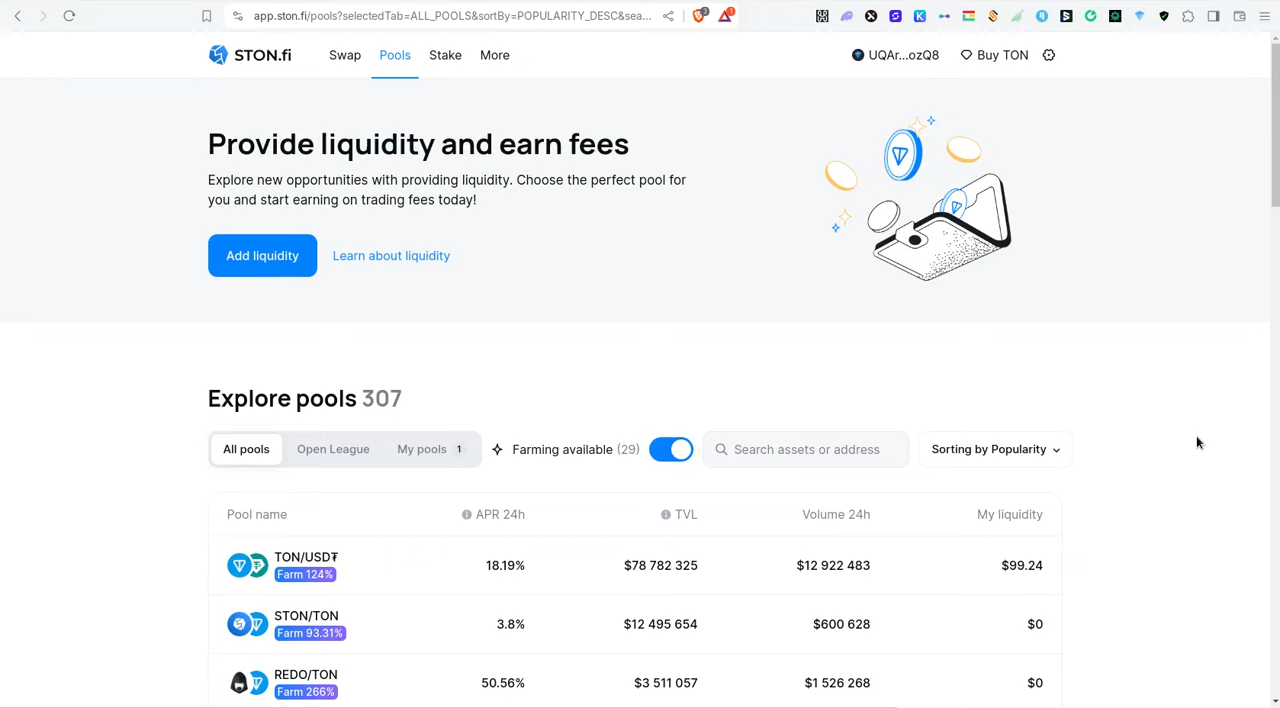 app.ston.fi/pools?selectedTab=ALL_POOLS&sortBy=POPULARITY_DESC&sea...
3
1
STON.fi
Swap
Pools
Stake
More
UQAr...ozQ8
Buy TON
Provide liquidity and earn fees
Explore new opportunities with providing liquidity. Choose the perfect pool for
you and start earning on trading fees today!
Add liquidity
Learn about liquidity
Explore pools 307
All pools
Open League
My pools 1
Farming available (29)
Search assets or address
Sorting by Popularity
Pool name
APR 24h
TVL
Volume 24h
My liquidity
TON/USD₮
Farm 124%
18.19%
$78 782 325
$12 922 483
$99.24
STON/TON
Farm 93.31%
3.8%
$12 495 654
$600 628
$0
REDO/TON
Farm 266%
50.56%
$3 511 057
$1 526 268
$0